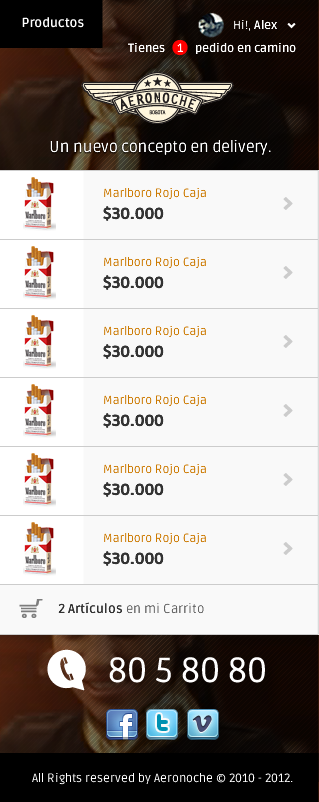 Productos
Hi!, Alex
Tienes 1 pedido en camino
AERONOCHE
BOGOTA
Un nuevo concepto en delivery.
Marlboro Rojo Caja
$30.000
Marlboro
Marlboro Rojo Caja
$30.000
Marlboro
Marlboro Rojo Caja
$30.000
Marlboro
Marlboro Rojo Caja
$30.000
Marlboro
Marlboro Rojo Caja
$30.000
Marlboro
Marlboro Rojo Caja
$30.000
Marlboro
2 Artículos en mi Carrito
80 5 80 80
All Rights reserved by Aeronoche © 2010 - 2012.